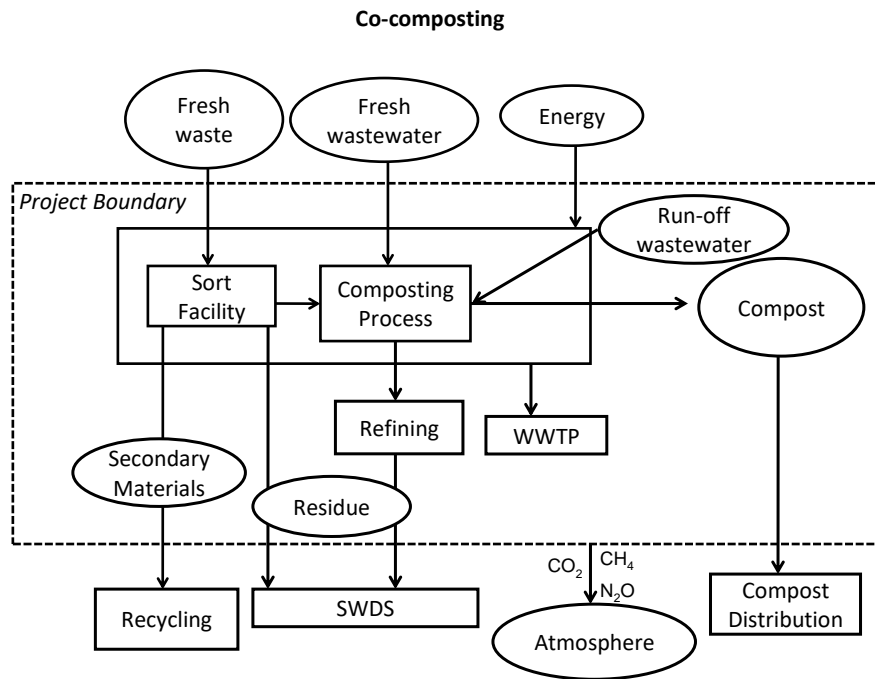 Co-composting
Fresh
waste
Fresh
wastewater
Energy
Project Boundary
Run-off
wastewater
Sort
Facility
Composting
Process
Compost
Refining
WWTP
Secondary
Materials
Residue
CO₂
CH₄
N₂O
Recycling
SWDS
Atmosphere
Compost
Distribution